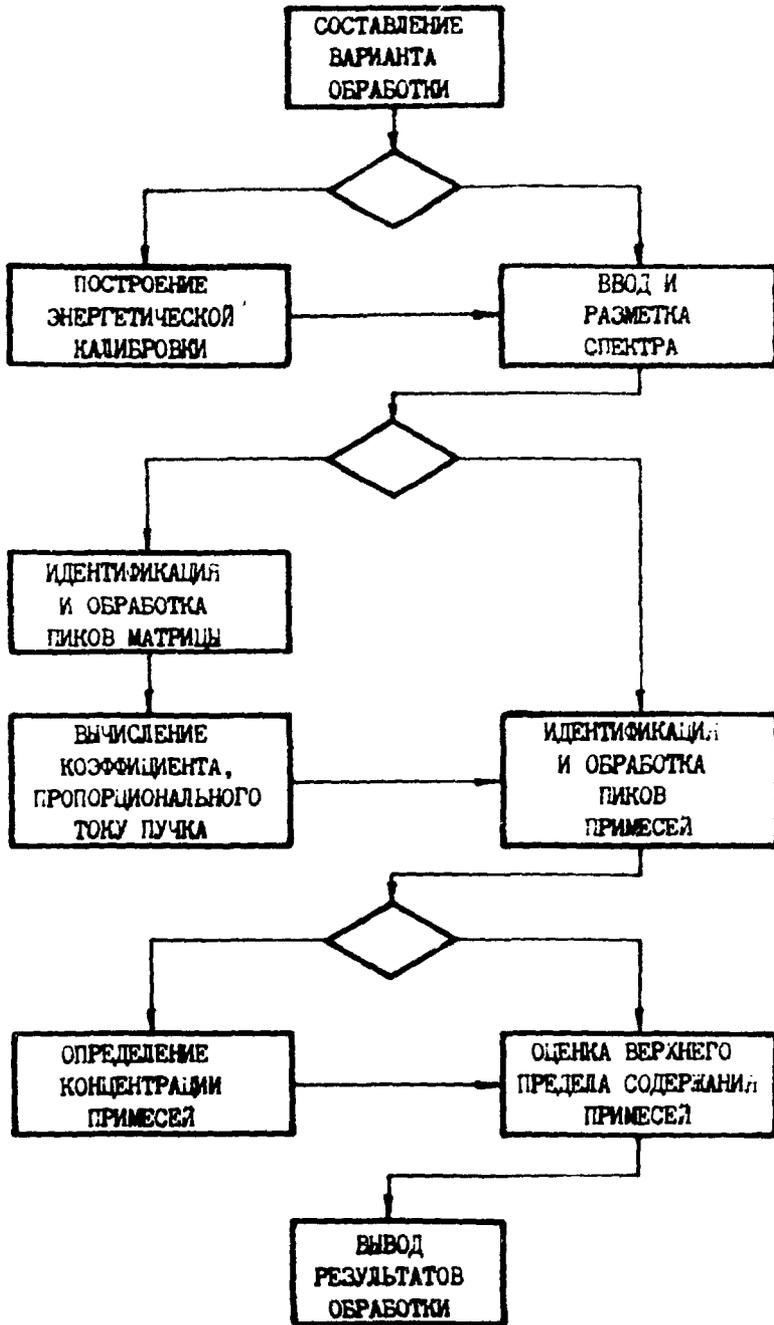 СОСТАВЛЕНИЕ
ВАРИАНТА
ОБРАБОТКИ
ПОСТРОЕНИЕ
ЭНЕРГЕТИЧЕСКОЙ
КАЛИБРОВКИ
ВВОД И
РАЗМЕТКА
СПЕКТРА
ИДЕНТИФИКАЦИЯ
И ОБРАБОТКА
ПИКОВ МАТРИЦЫ
ВЫЧИСЛЕНИЕ
КОЭФФИЦИЕНТА,
ПРОПОРЦИОНАЛЬНОГО
ТОКУ ПУЧКА
ИДЕНТИФИКАЦИЯ
И ОБРАБОТКА
ПИКОВ
ПРИМЕСЕЙ
ОПРЕДЕЛЕНИЕ
КОНЦЕНТРАЦИИ
ПРИМЕСЕЙ
ОЦЕНКА ВЕРХНЕГО
ПРЕДЕЛА СОДЕРЖАНИЯ
ПРИМЕСЕЙ
ВЫВОД
РЕЗУЛЬТАТОВ
ОБРАБОТКИ